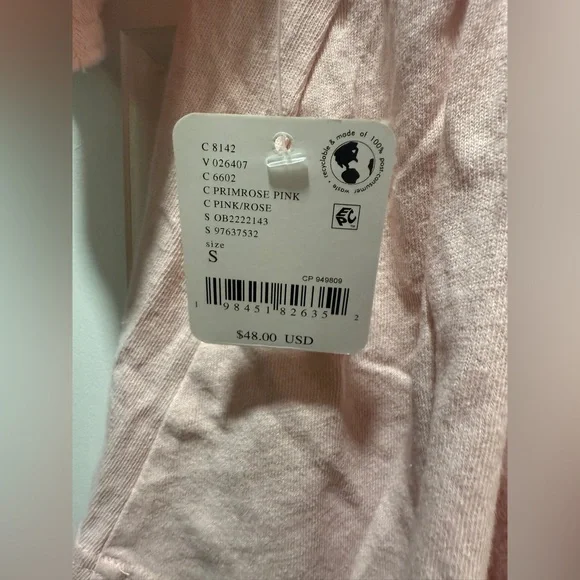 C 8142
V 026407
C 6602
C PRIMROSE PINK
C PINK/ROSE
S OB2222143
S 97637532
size
S
recyclable & made of 100% post-consumer waste
EPC
CP 949809
1 98451 82635 2
$48.00 USD